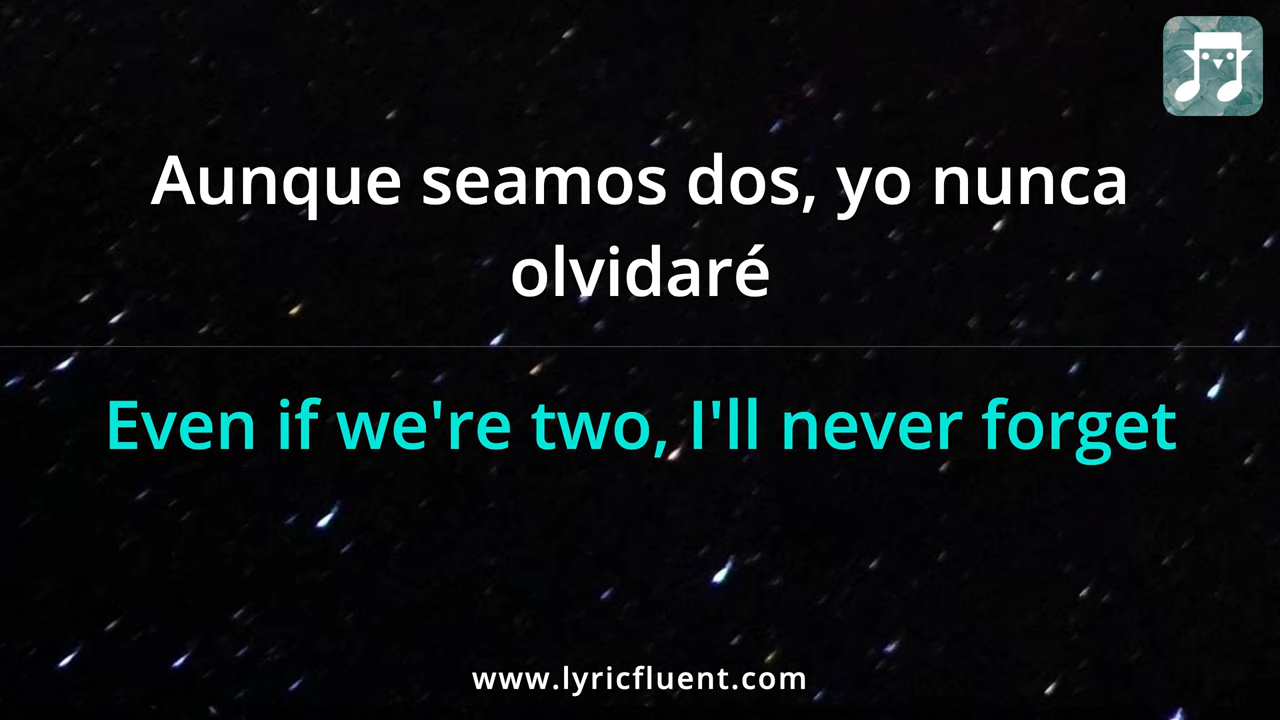 Aunque seamos dos, yo nunca
olvidaré
Even if we're two, I'll never forget
www.lyricfluent.com